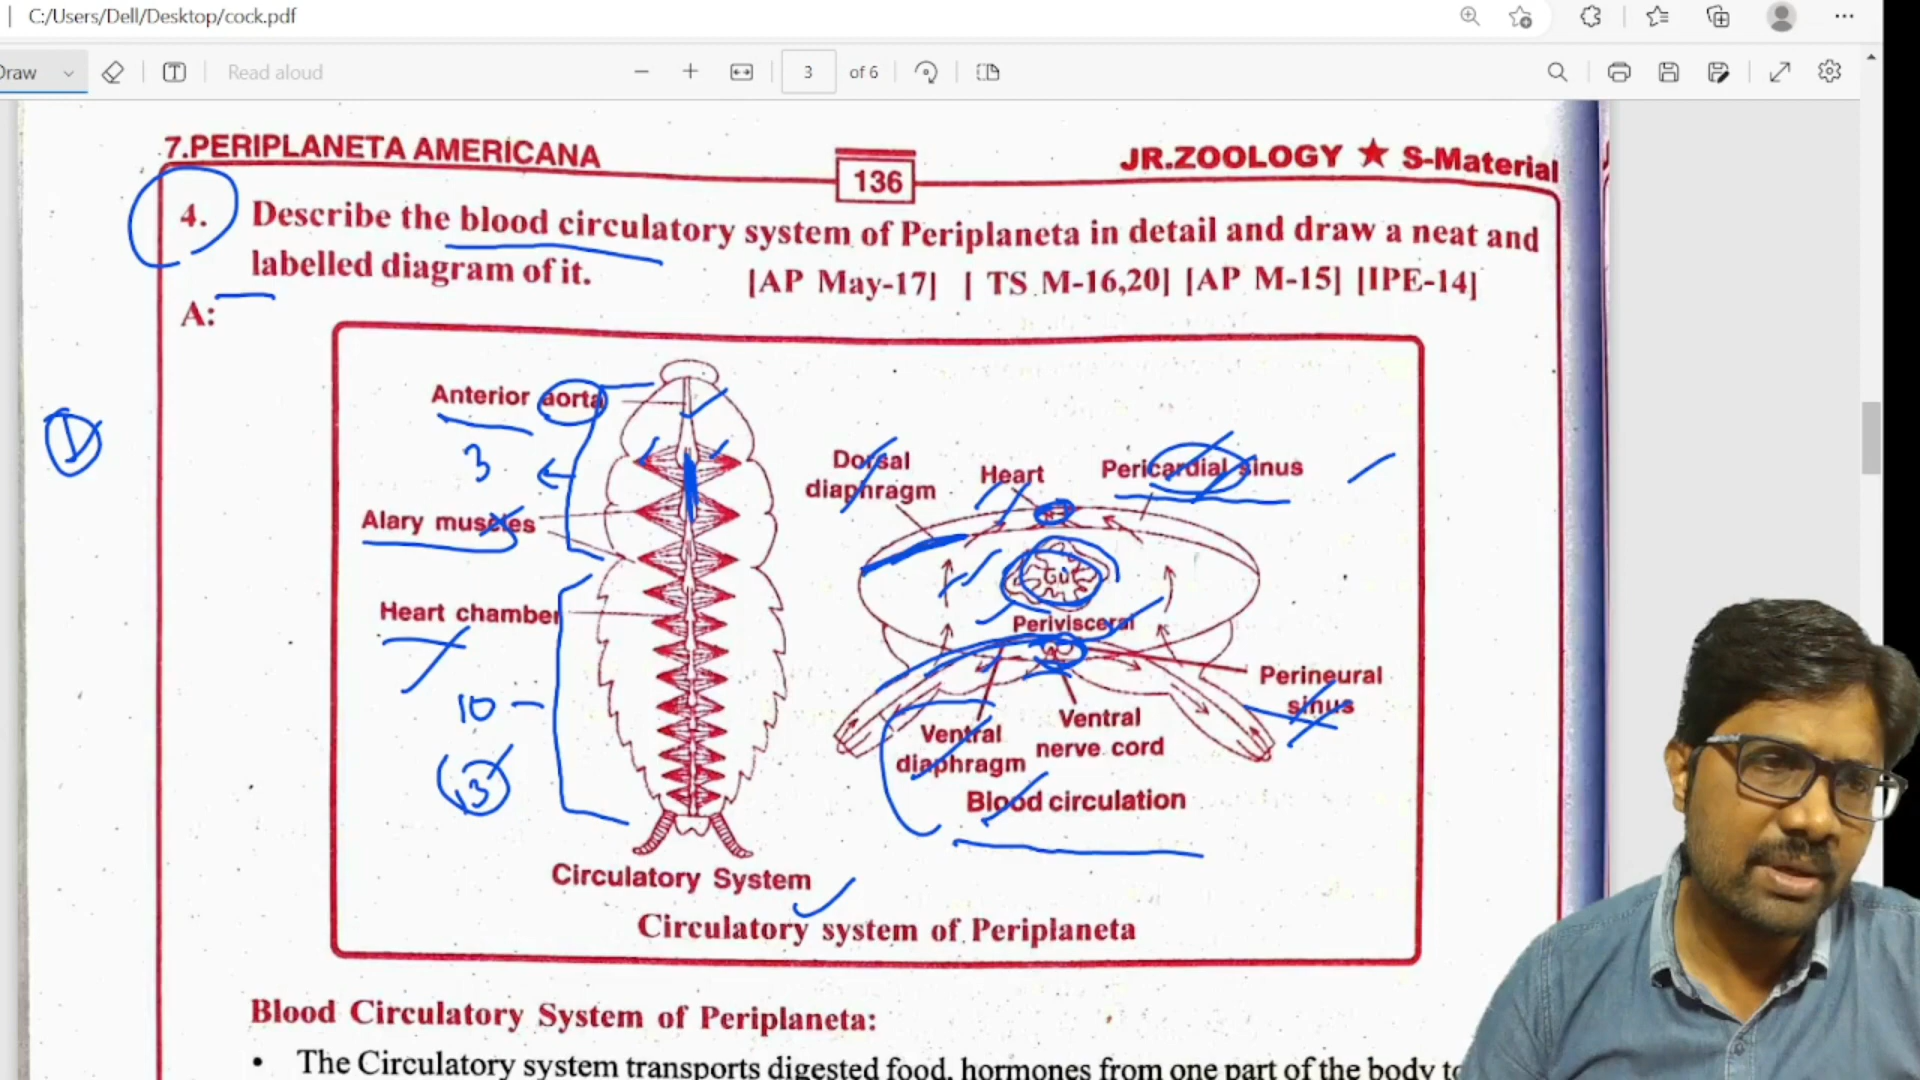 C:/Users/Dell/Desktop/cock.pdf
Draw
Read aloud
3
of 6
7.PERIPLANETA AMERICANA
136
JR.ZOOLOGY ★ S-Material
4. Describe the blood circulatory system of Periplaneta in detail and draw a neat and
labelled diagram of it. [AP May-17] [ TS M-16,20] [AP M-15] [IPE-14]
A:
1
Anterior aorta
3
Alary muscles
Heart chamber
10
13
Circulatory System
Dorsal
diaphragm
Heart
Pericardial sinus
Gut
Perivisceral
Perineural
sinus
Ventral
diaphragm
Ventral
nerve cord
Blood circulation
Circulatory system of Periplaneta
Blood Circulatory System of Periplaneta:
• The Circulatory system transports digested food, hormones from one part of the body to